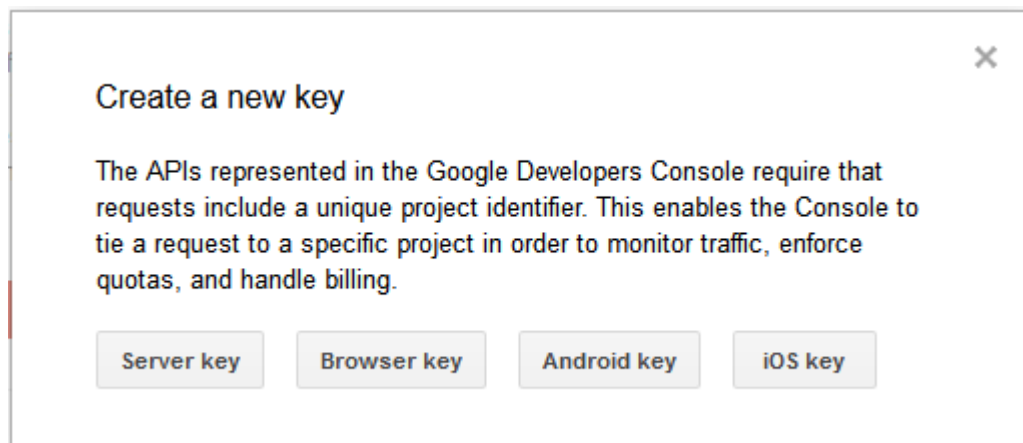 Create a new key
The APIs represented in the Google Developers Console require that
requests include a unique project identifier. This enables the Console to
tie a request to a specific project in order to monitor traffic, enforce
quotas, and handle billing.
Server key Browser key Android key iOS key